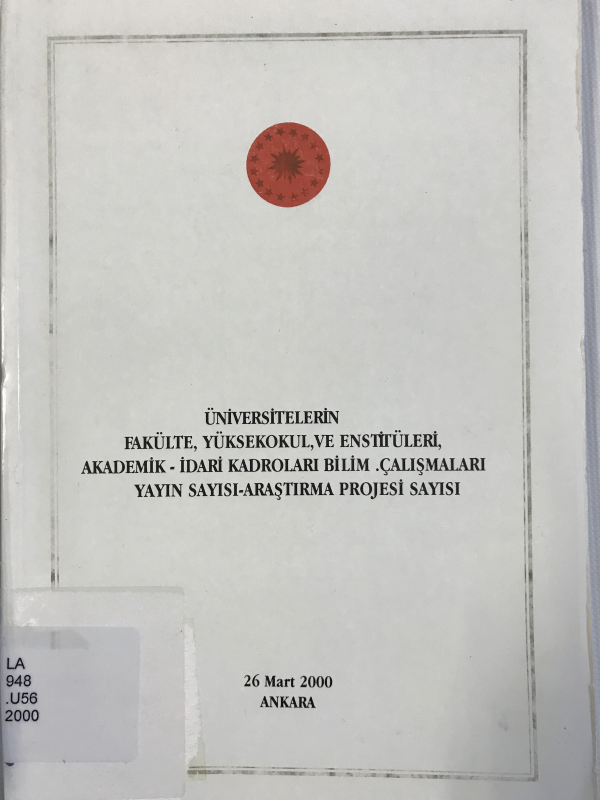 ÜNİVERSİTELERİN
FAKÜLTE, YÜKSEKOKUL,VE ENSTİTÜLERİ,
AKADEMİK - İDARİ KADROLARI BİLİM .ÇALIŞMALARI
YAYIN SAYISI-ARAŞTIRMA PROJESİ SAYISI
26 Mart 2000
ANKARA
LA
948
.U56
2000